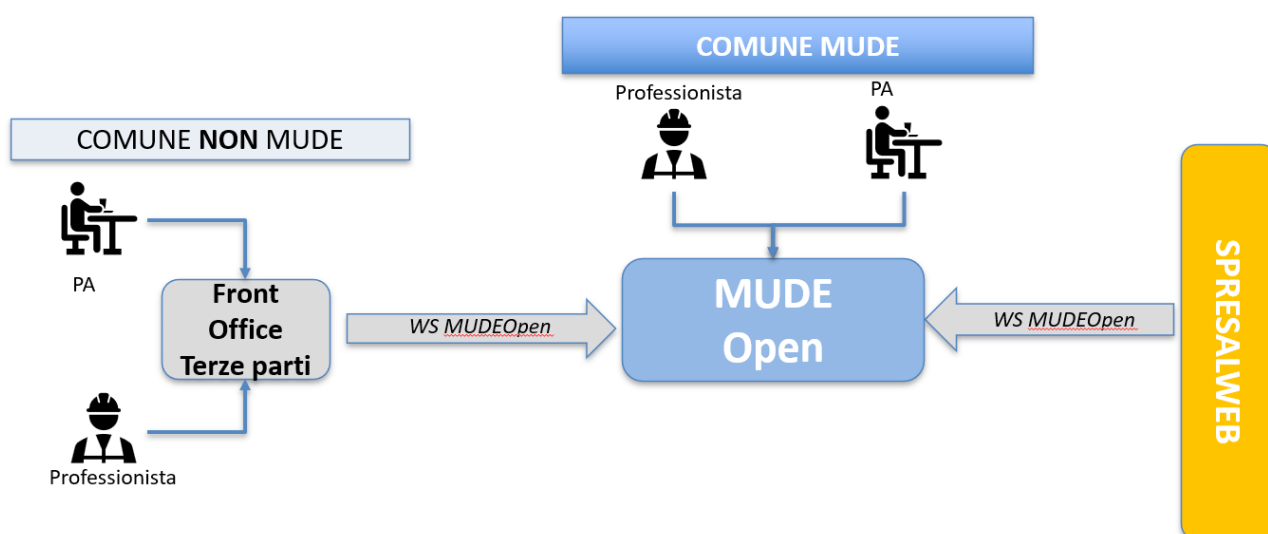 COMUNE MUDE
Professionista
PA
COMUNE NON MUDE
PA
Front
Office
Terze parti
Professionista
WS MUDEOpen
MUDE
Open
WS MUDEOpen
SPRESALWEB